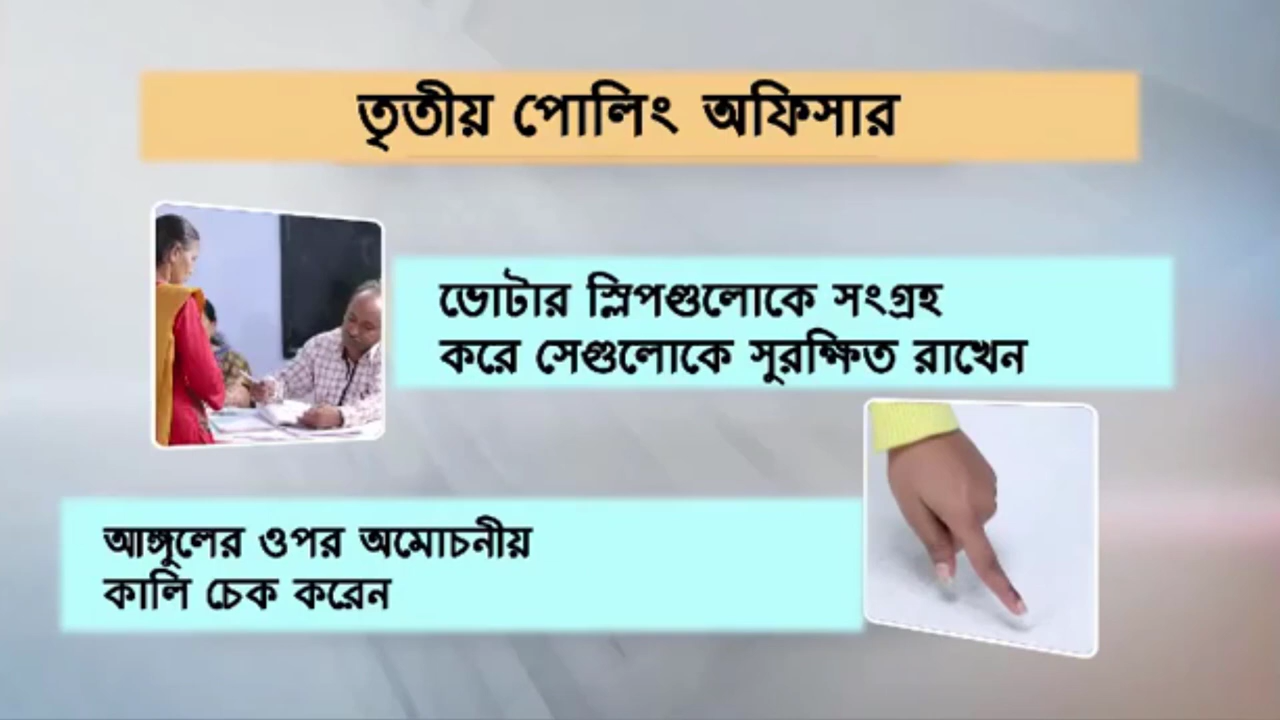 তৃতীয় পোলিং অফিসার
ভোটার স্লিপগুলোকে সংগ্রহ
করে সেগুলোকে সুরক্ষিত রাখেন
আঙ্গুলের ওপর অমোচনীয়
কালি চেক করেন